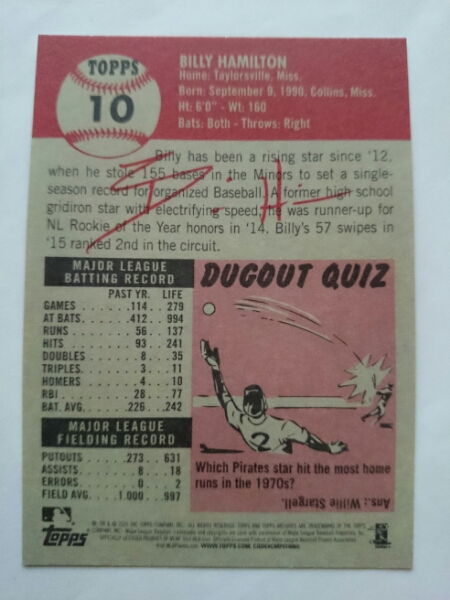 TOPPS
10
BILLY HAMILTON
Home: Taylorsville, Miss.
Born: September 9, 1990, Collins, Miss.
Ht: 6'0" - Wt: 160
Bats: Both - Throws: Right
Billy has been a rising star since '12,
when he stole 155 bases in the Minors to set a single-
season record for organized Baseball. A former high school
gridiron star with electrifying speed, he was runner-up for
NL Rookie of the Year honors in '14. Billy's 57 swipes in
'15 ranked 2nd in the circuit.
MAJOR LEAGUE
BATTING RECORD
PAST YR. LIFE
GAMES 114 279
AT BATS 412 994
RUNS 56 137
HITS 93 241
DOUBLES 8 35
TRIPLES 3 11
HOMERS 4 10
RBI 28 77
BAT. AVG. .226 .242
MAJOR LEAGUE
FIELDING RECORD
PUTOUTS 273 631
ASSISTS 8 18
ERRORS 0 2
FIELD AVG. 1.000 .997
DUGOUT QUIZ
2
Which Pirates star hit the most home
runs in the 1970s?
Ans.: Willie Stargell.
Topps